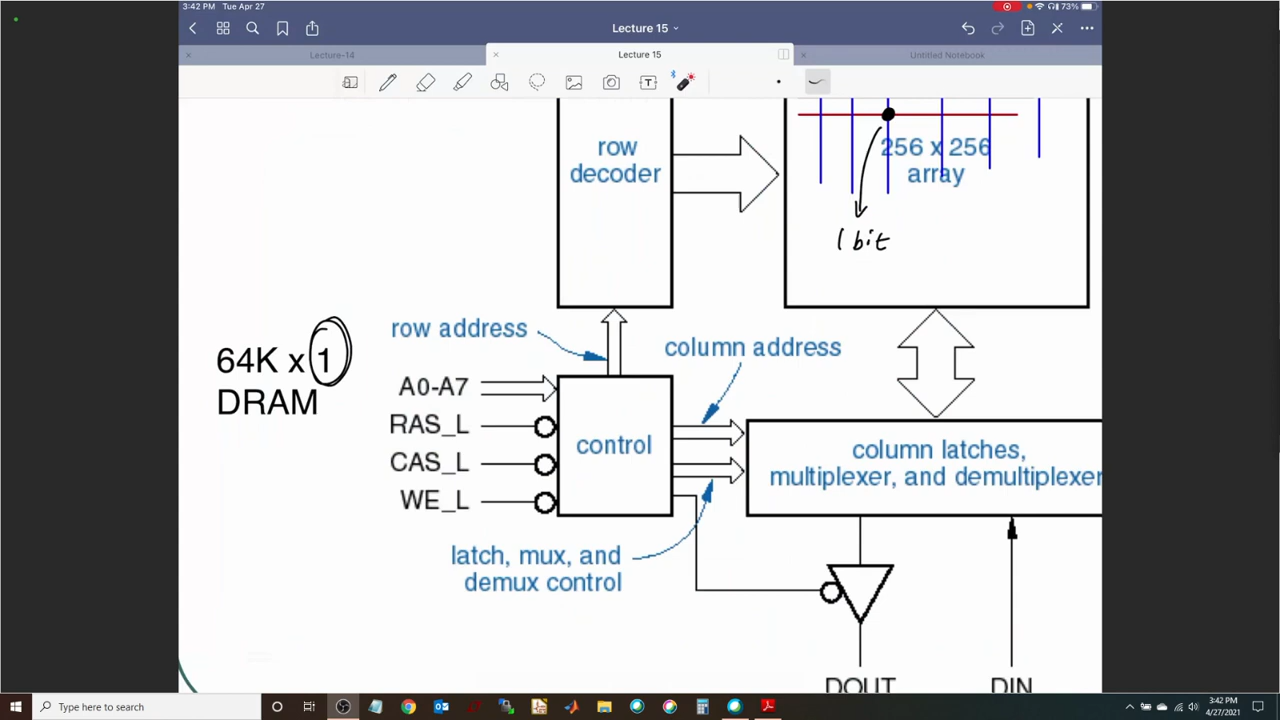 3:42 PM Tue Apr 27
73%
Lecture 15
Lecture-14
Lecture 15
Untitled Notebook
T
row
decoder
256 x 256
array
1 bit
row address
column address
64K x 1
DRAM
A0-A7
RAS_L
CAS_L
WE_L
control
column latches,
multiplexer, and demultiplexer
latch, mux, and
demux control
DOUT
DIN
Type here to search
3:42 PM
4/27/2021